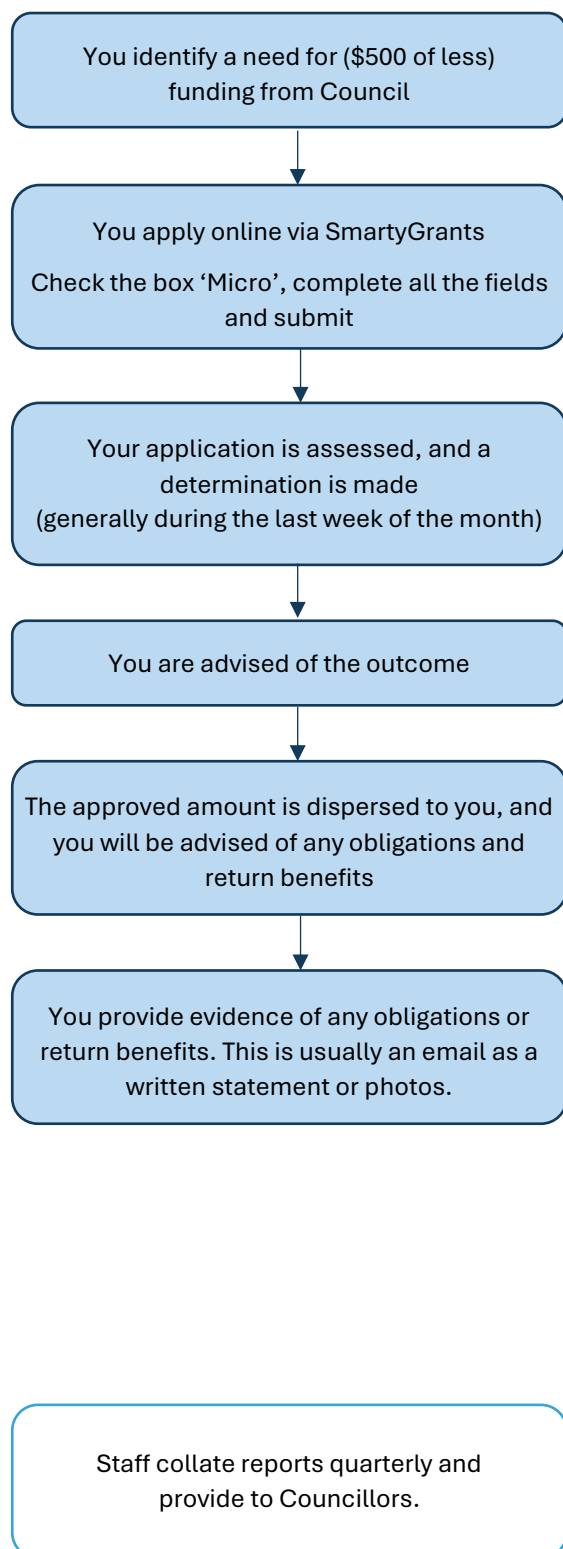 You identify a need for ($500 of less)
funding from Council
You apply online via SmartyGrants
Check the box ‘Micro’, complete all the fields
and submit
Your application is assessed, and a
determination is made
(generally during the last week of the month)
You are advised of the outcome
The approved amount is dispersed to you, and
you will be advised of any obligations and
return benefits
You provide evidence of any obligations or
return benefits. This is usually an email as a
written statement or photos.
Staff collate reports quarterly and
provide to Councillors.